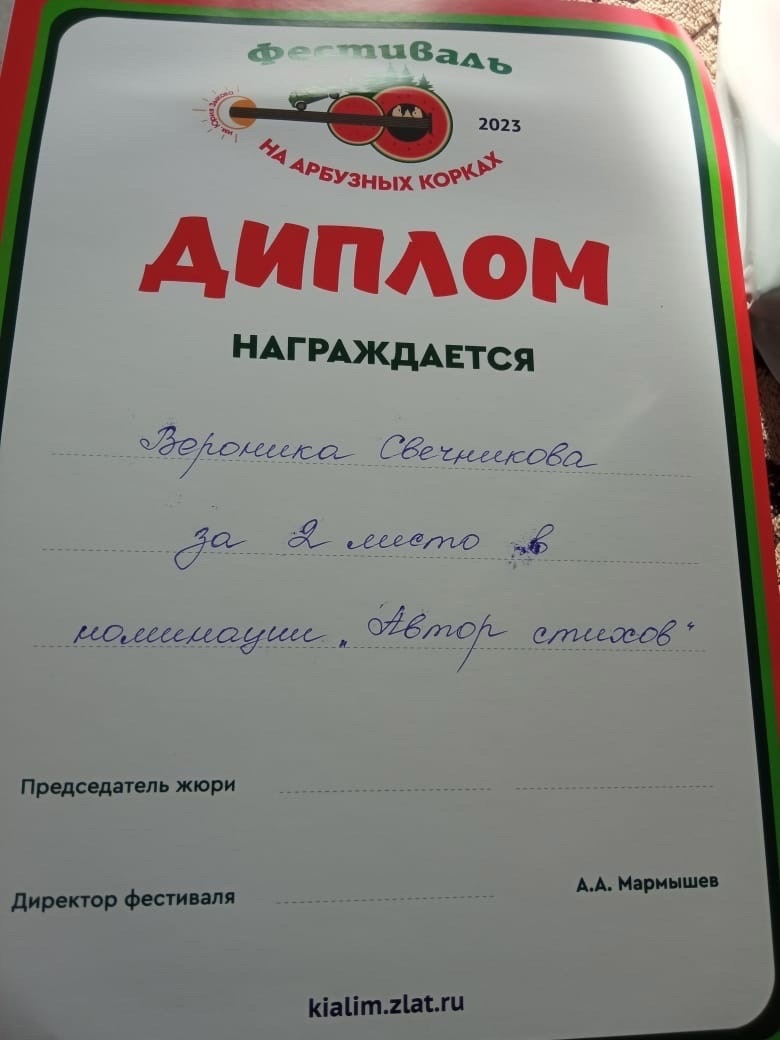 Фестиваль
2023
НА АРБУЗНЫХ КОРКАХ
ДИПЛОМ
НАГРАЖДАЕТСЯ
Вероника Свечникова
за 2 место в
номинации „Автор стихов“
Председатель жюри
Директор фестиваля А.А. Мармышев
kialim.zlat.ru